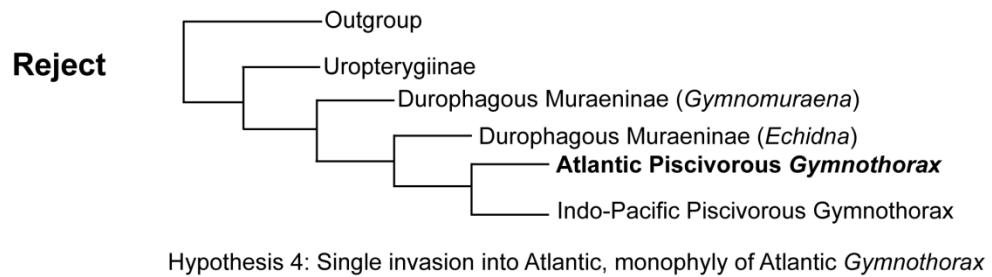 Outgroup
Reject
Uropterygiinae
Durophagous Muraeninae (Gymnomuraena)
Durophagous Muraeninae (Echidna)
Atlantic Piscivorous Gymnothorax
Indo-Pacific Piscivorous Gymnothorax
Hypothesis 4: Single invasion into Atlantic, monophyly of Atlantic Gymnothorax